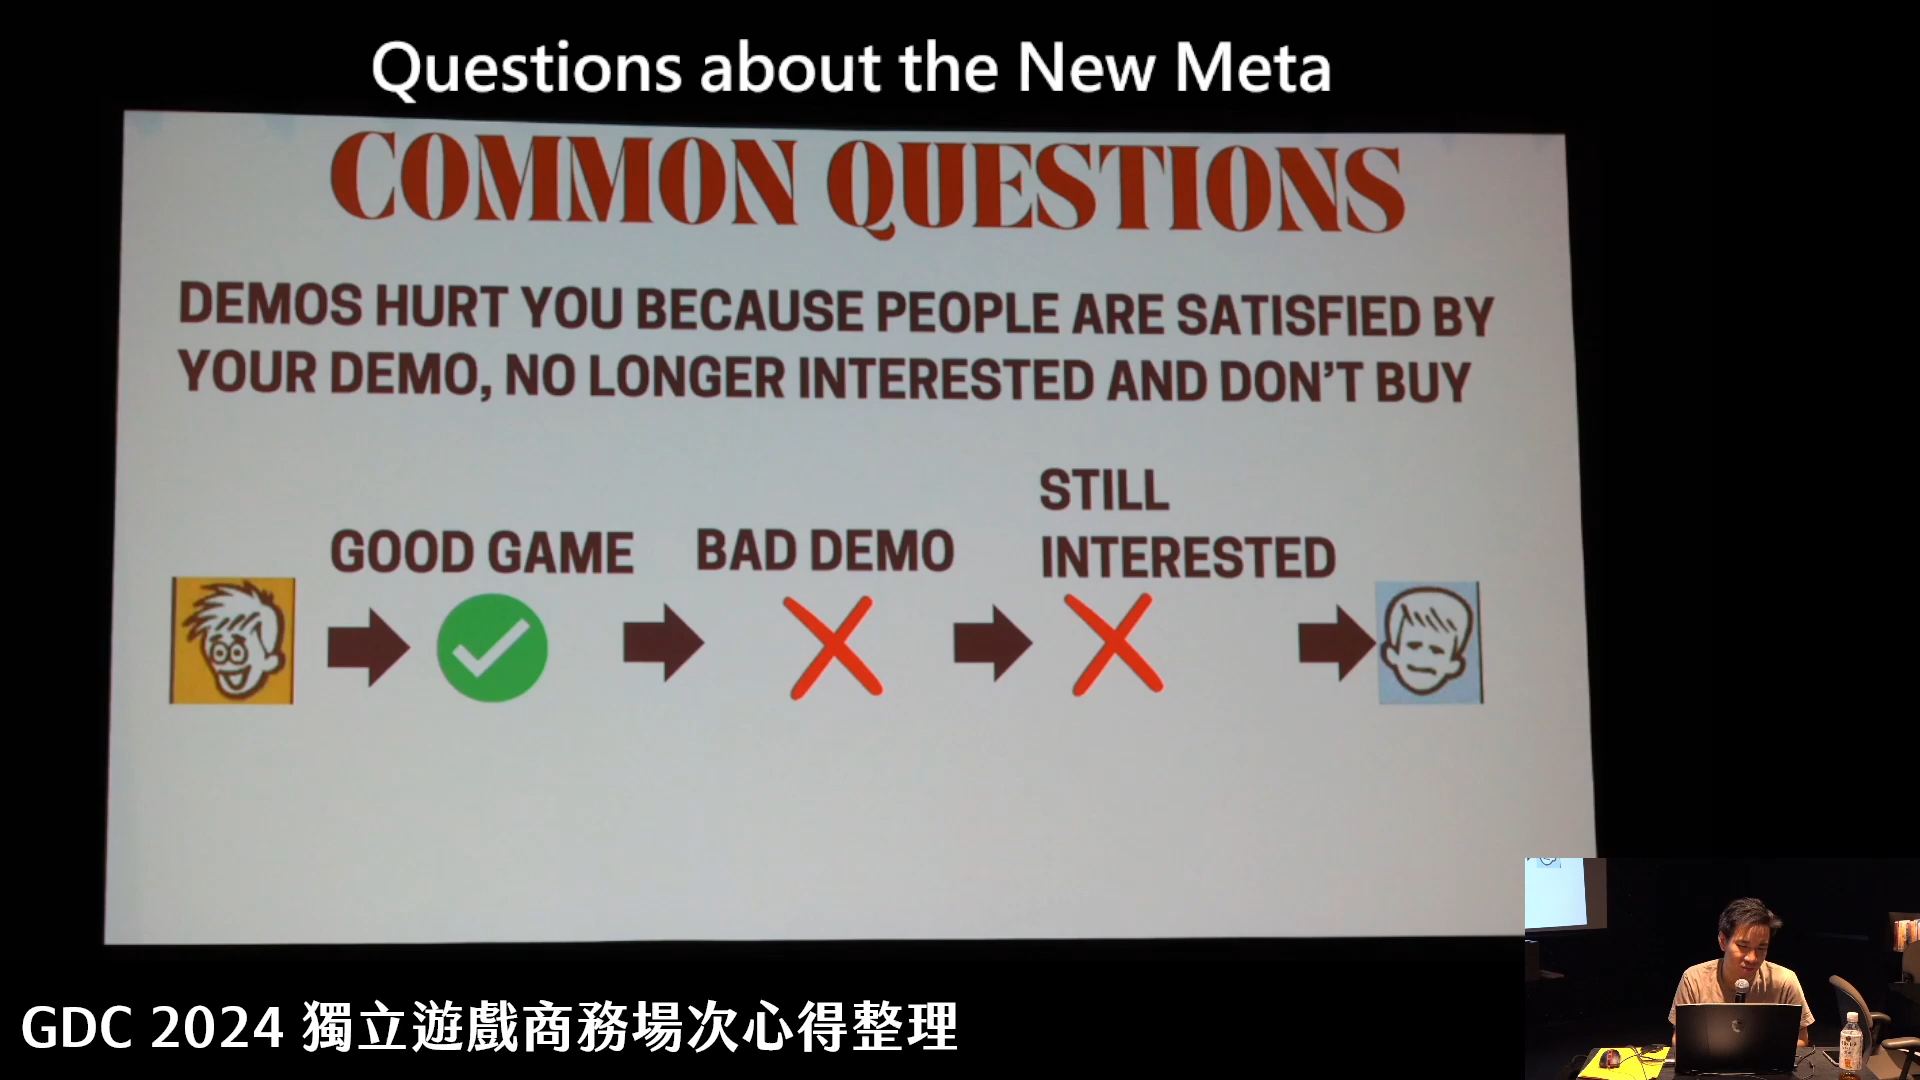 Questions about the New Meta
COMMON QUESTIONS
DEMOS HURT YOU BECAUSE PEOPLE ARE SATISFIED BY
YOUR DEMO, NO LONGER INTERESTED AND DON'T BUY
GOOD GAME
BAD DEMO
STILL
INTERESTED
GDC 2024 獨立遊戲商務場次心得整理